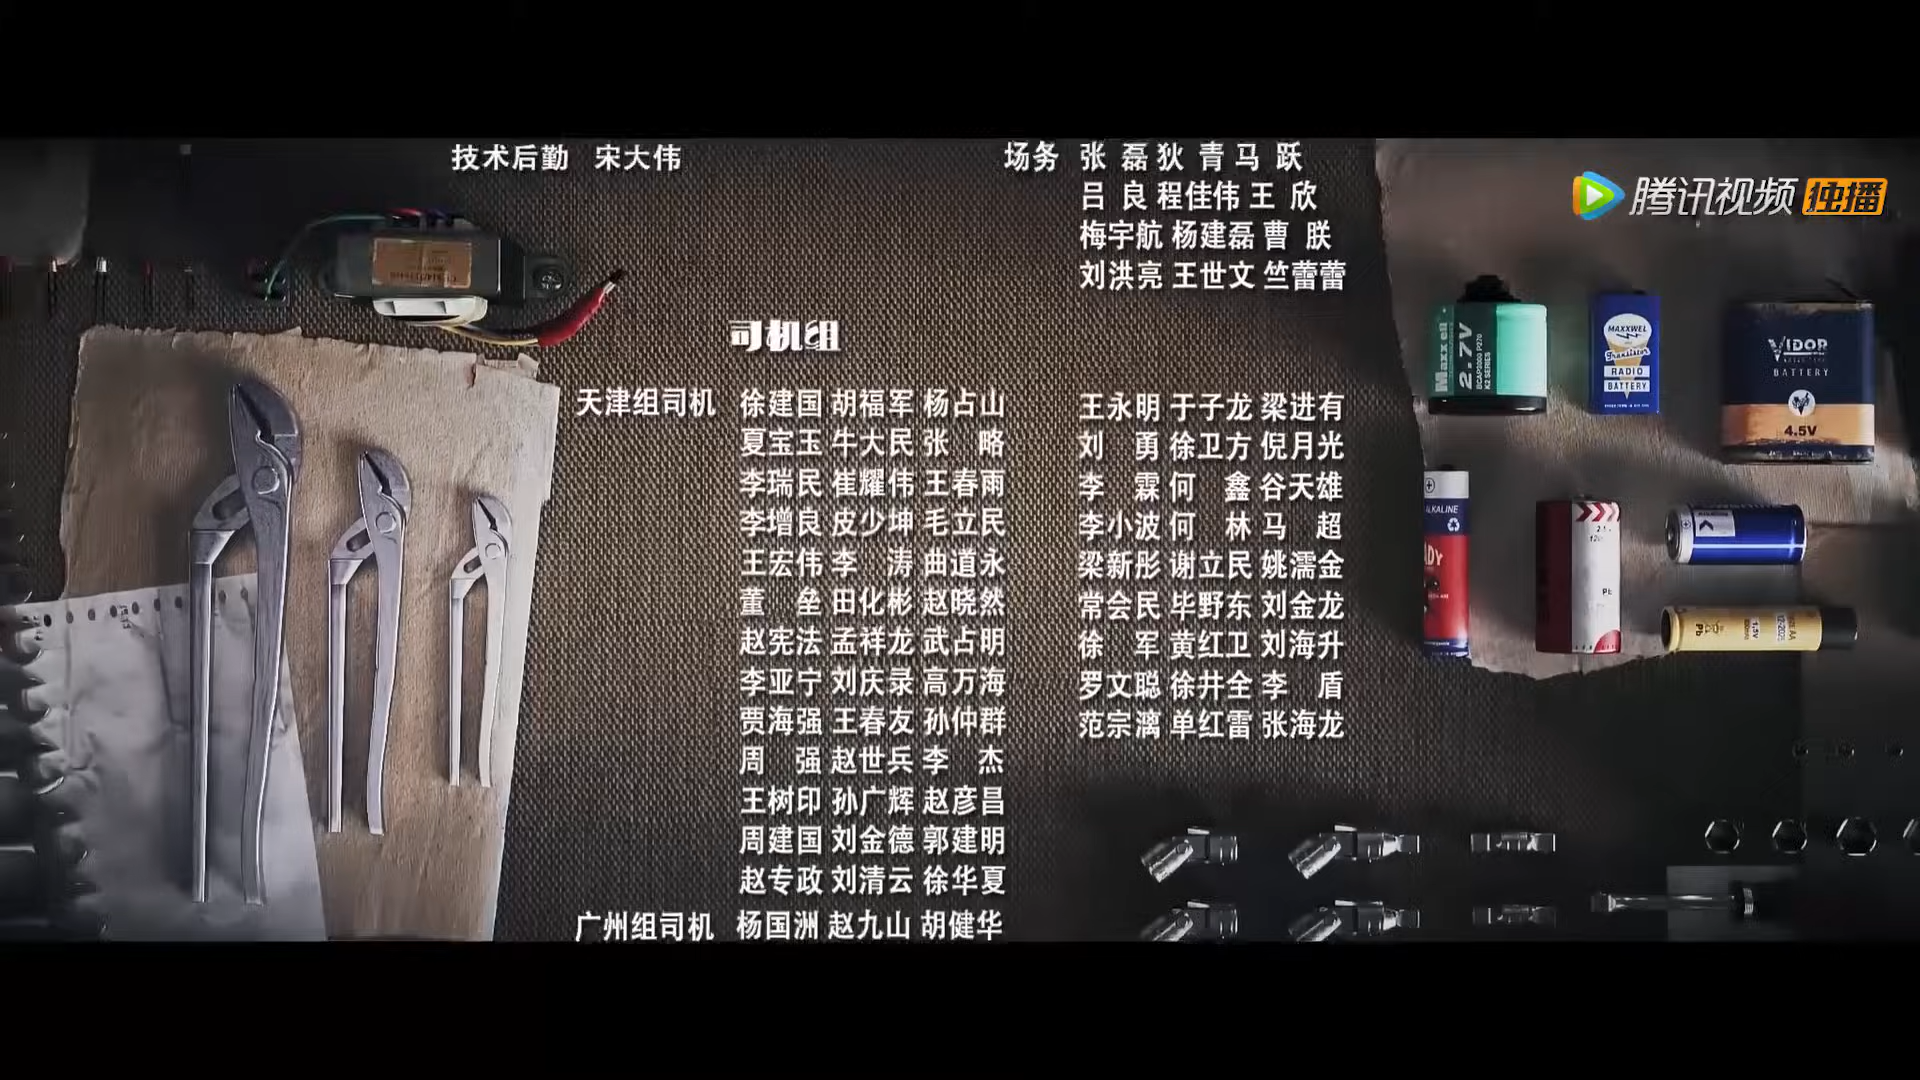 技术后勤 宋大伟
场务 张 磊 狄 青 马 跃
吕 良 程佳伟 王 欣
梅宇航 杨建磊 曹 朕
刘洪亮 王世文 竺蕾蕾
腾讯视频 独播
司机组
天津组司机 徐建国 胡福军 杨占山
夏宝玉 牛大民 张 略
李瑞民 崔耀伟 王春雨
李增良 皮少坤 毛立民
王宏伟 李 涛 曲道永
董 垒 田化彬 赵晓然
赵宪法 孟祥龙 武占明
李亚宁 刘庆录 高万海
贾海强 王春友 孙仲群
周 强 赵世兵 李 杰
王树印 孙广辉 赵彦昌
周建国 刘金德 郭建明
赵专政 刘清云 徐华夏
广州组司机 杨国洲 赵九山 胡健华
王永明 于子龙 梁进有
刘 勇 徐卫方 倪月光
李 霖 何 鑫 谷天雄
李小波 何 林 马 超
梁新彤 谢立民 姚濡金
常会民 毕野东 刘金龙
徐 军 黄红卫 刘海升
罗文聪 徐井全 李 盾
范宗漓 单红雷 张海龙
Maxxell
2.7V
BCAP3000 P270
K2 SERIES
MAXXWEL
Transistor
RADIO
BATTERY
VIDOR
BATTERY
4.5V
ALKALINE